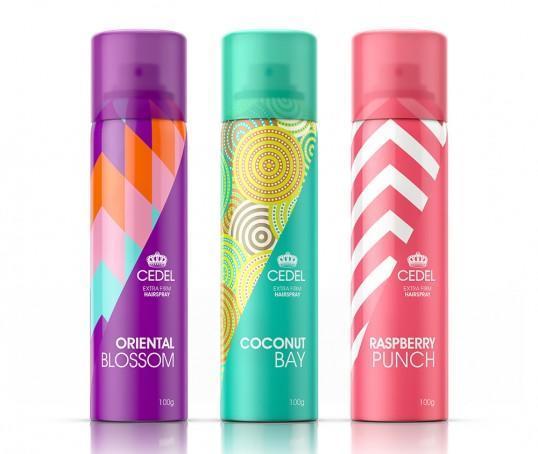 CEDEL
EXTRA FIRM
HAIRSPRAY
ORIENTAL
BLOSSOM
100g
CEDEL
EXTRA FIRM
HAIRSPRAY
COCONUT
BAY
100g
CEDEL
EXTRA FIRM
HAIRSPRAY
RASPBERRY
PUNCH
100g